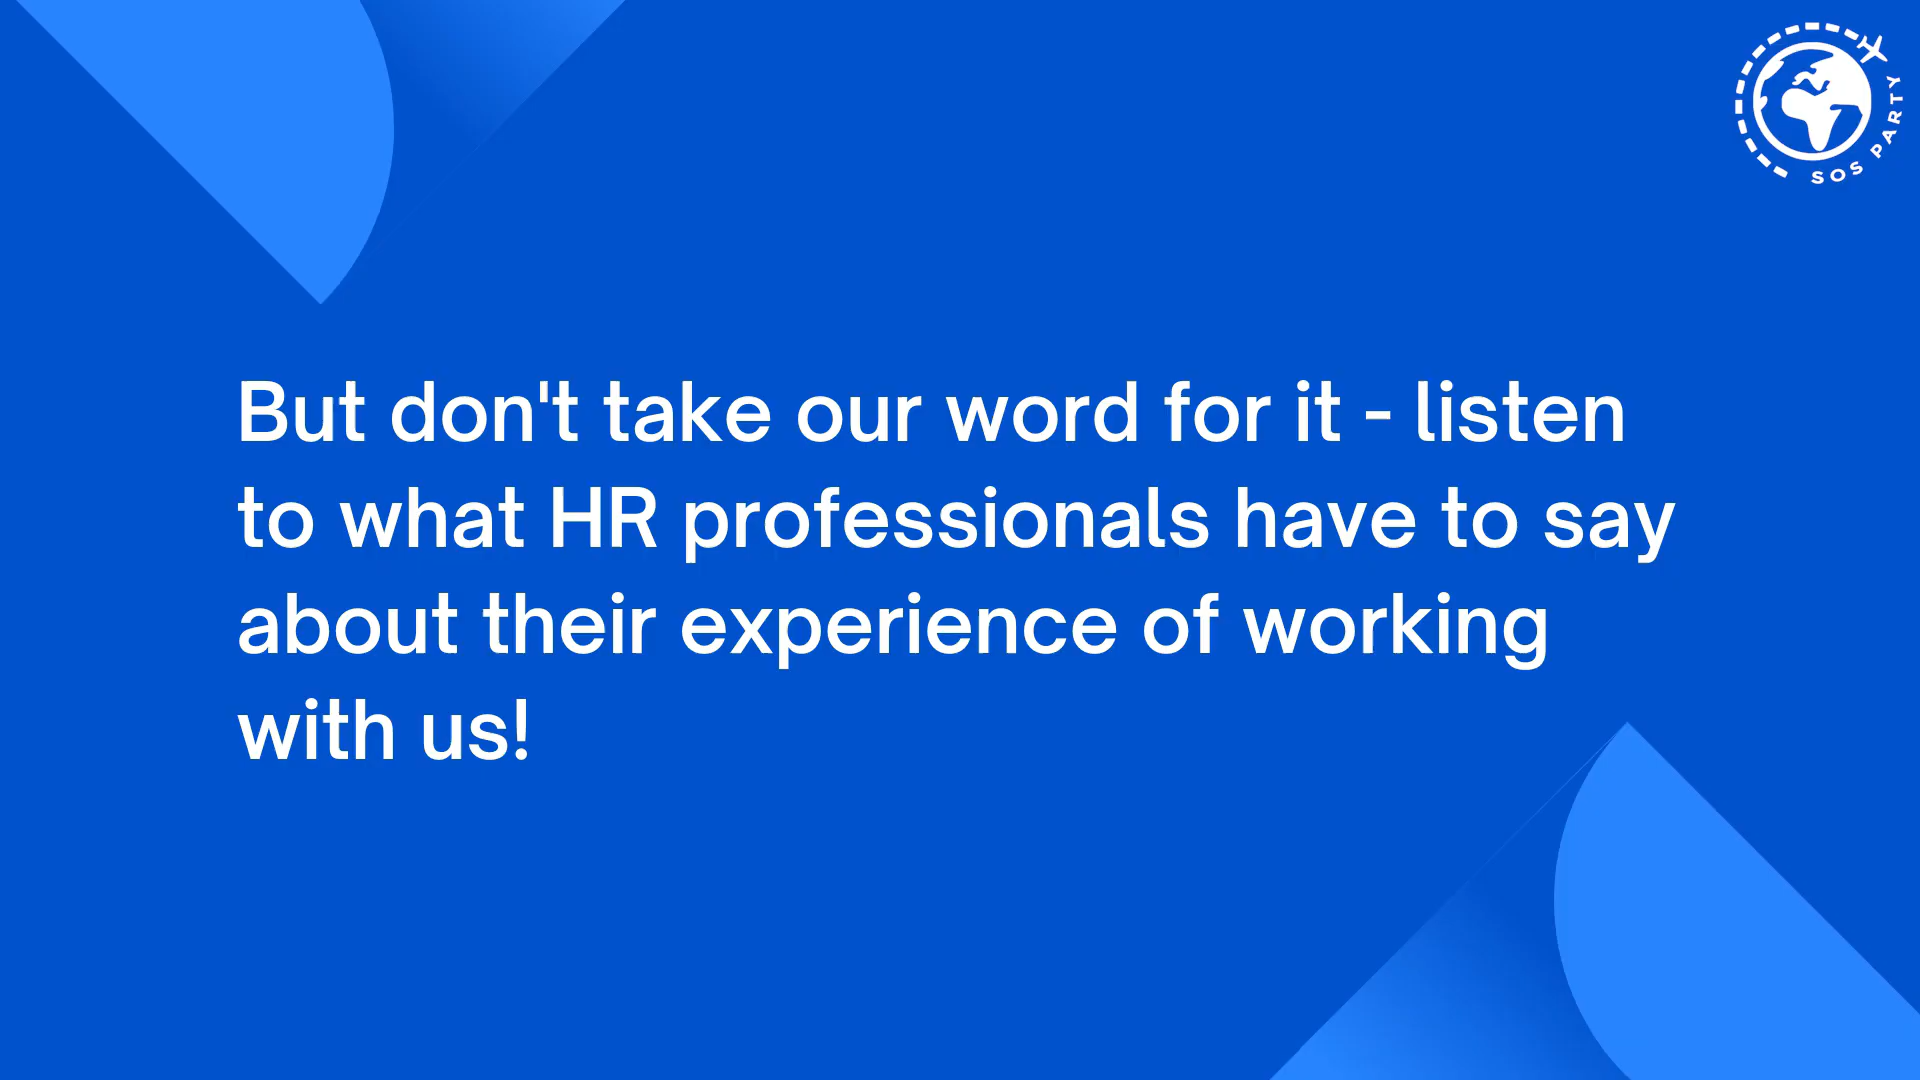 SOS PARTY
But don't take our word for it - listen
to what HR professionals have to say
about their experience of working
with us!